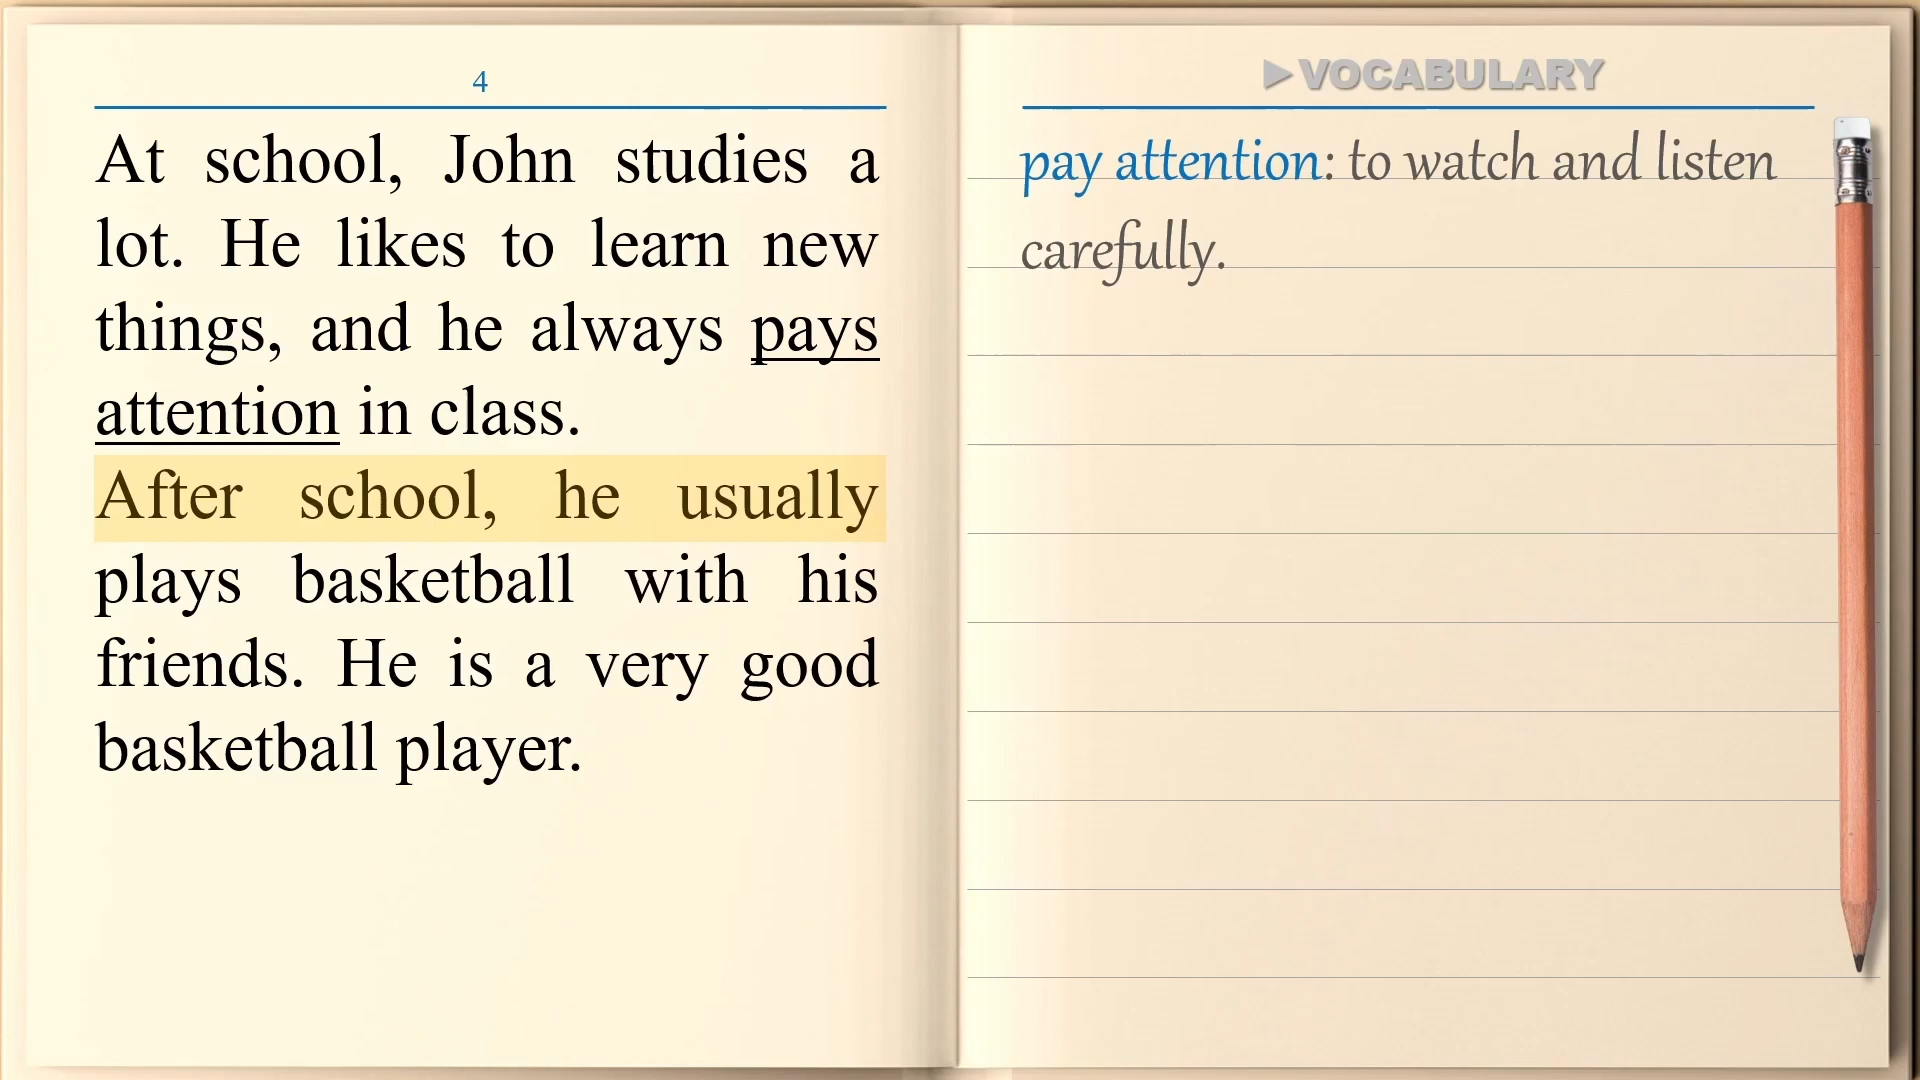 4
At school, John studies a
lot. He likes to learn new
things, and he always pays
attention in class.
After school, he usually
plays basketball with his
friends. He is a very good
basketball player.
►VOCABULARY
pay attention: to watch and listen
carefully.